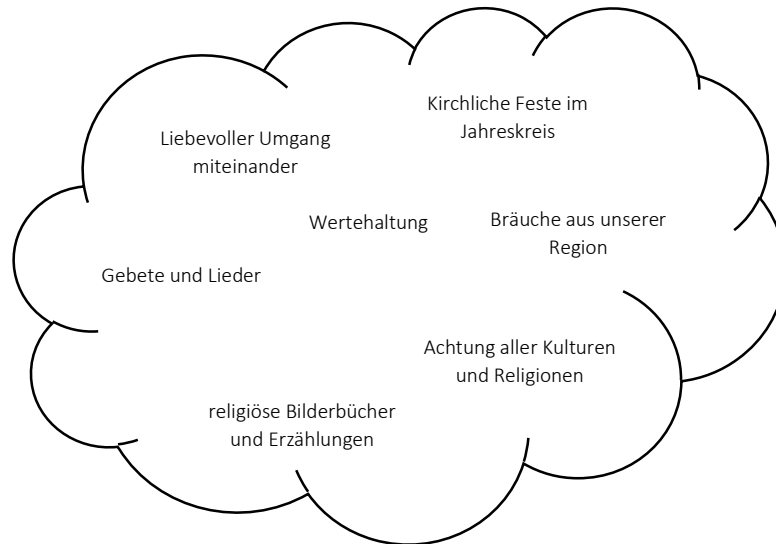 Kirchliche Feste im
Jahreskreis
Liebevoller Umgang
miteinander
Wertehaltung
Bräuche aus unserer
Region
Gebete und Lieder
Achtung aller Kulturen
und Religionen
religiöse Bilderbücher
und Erzählungen